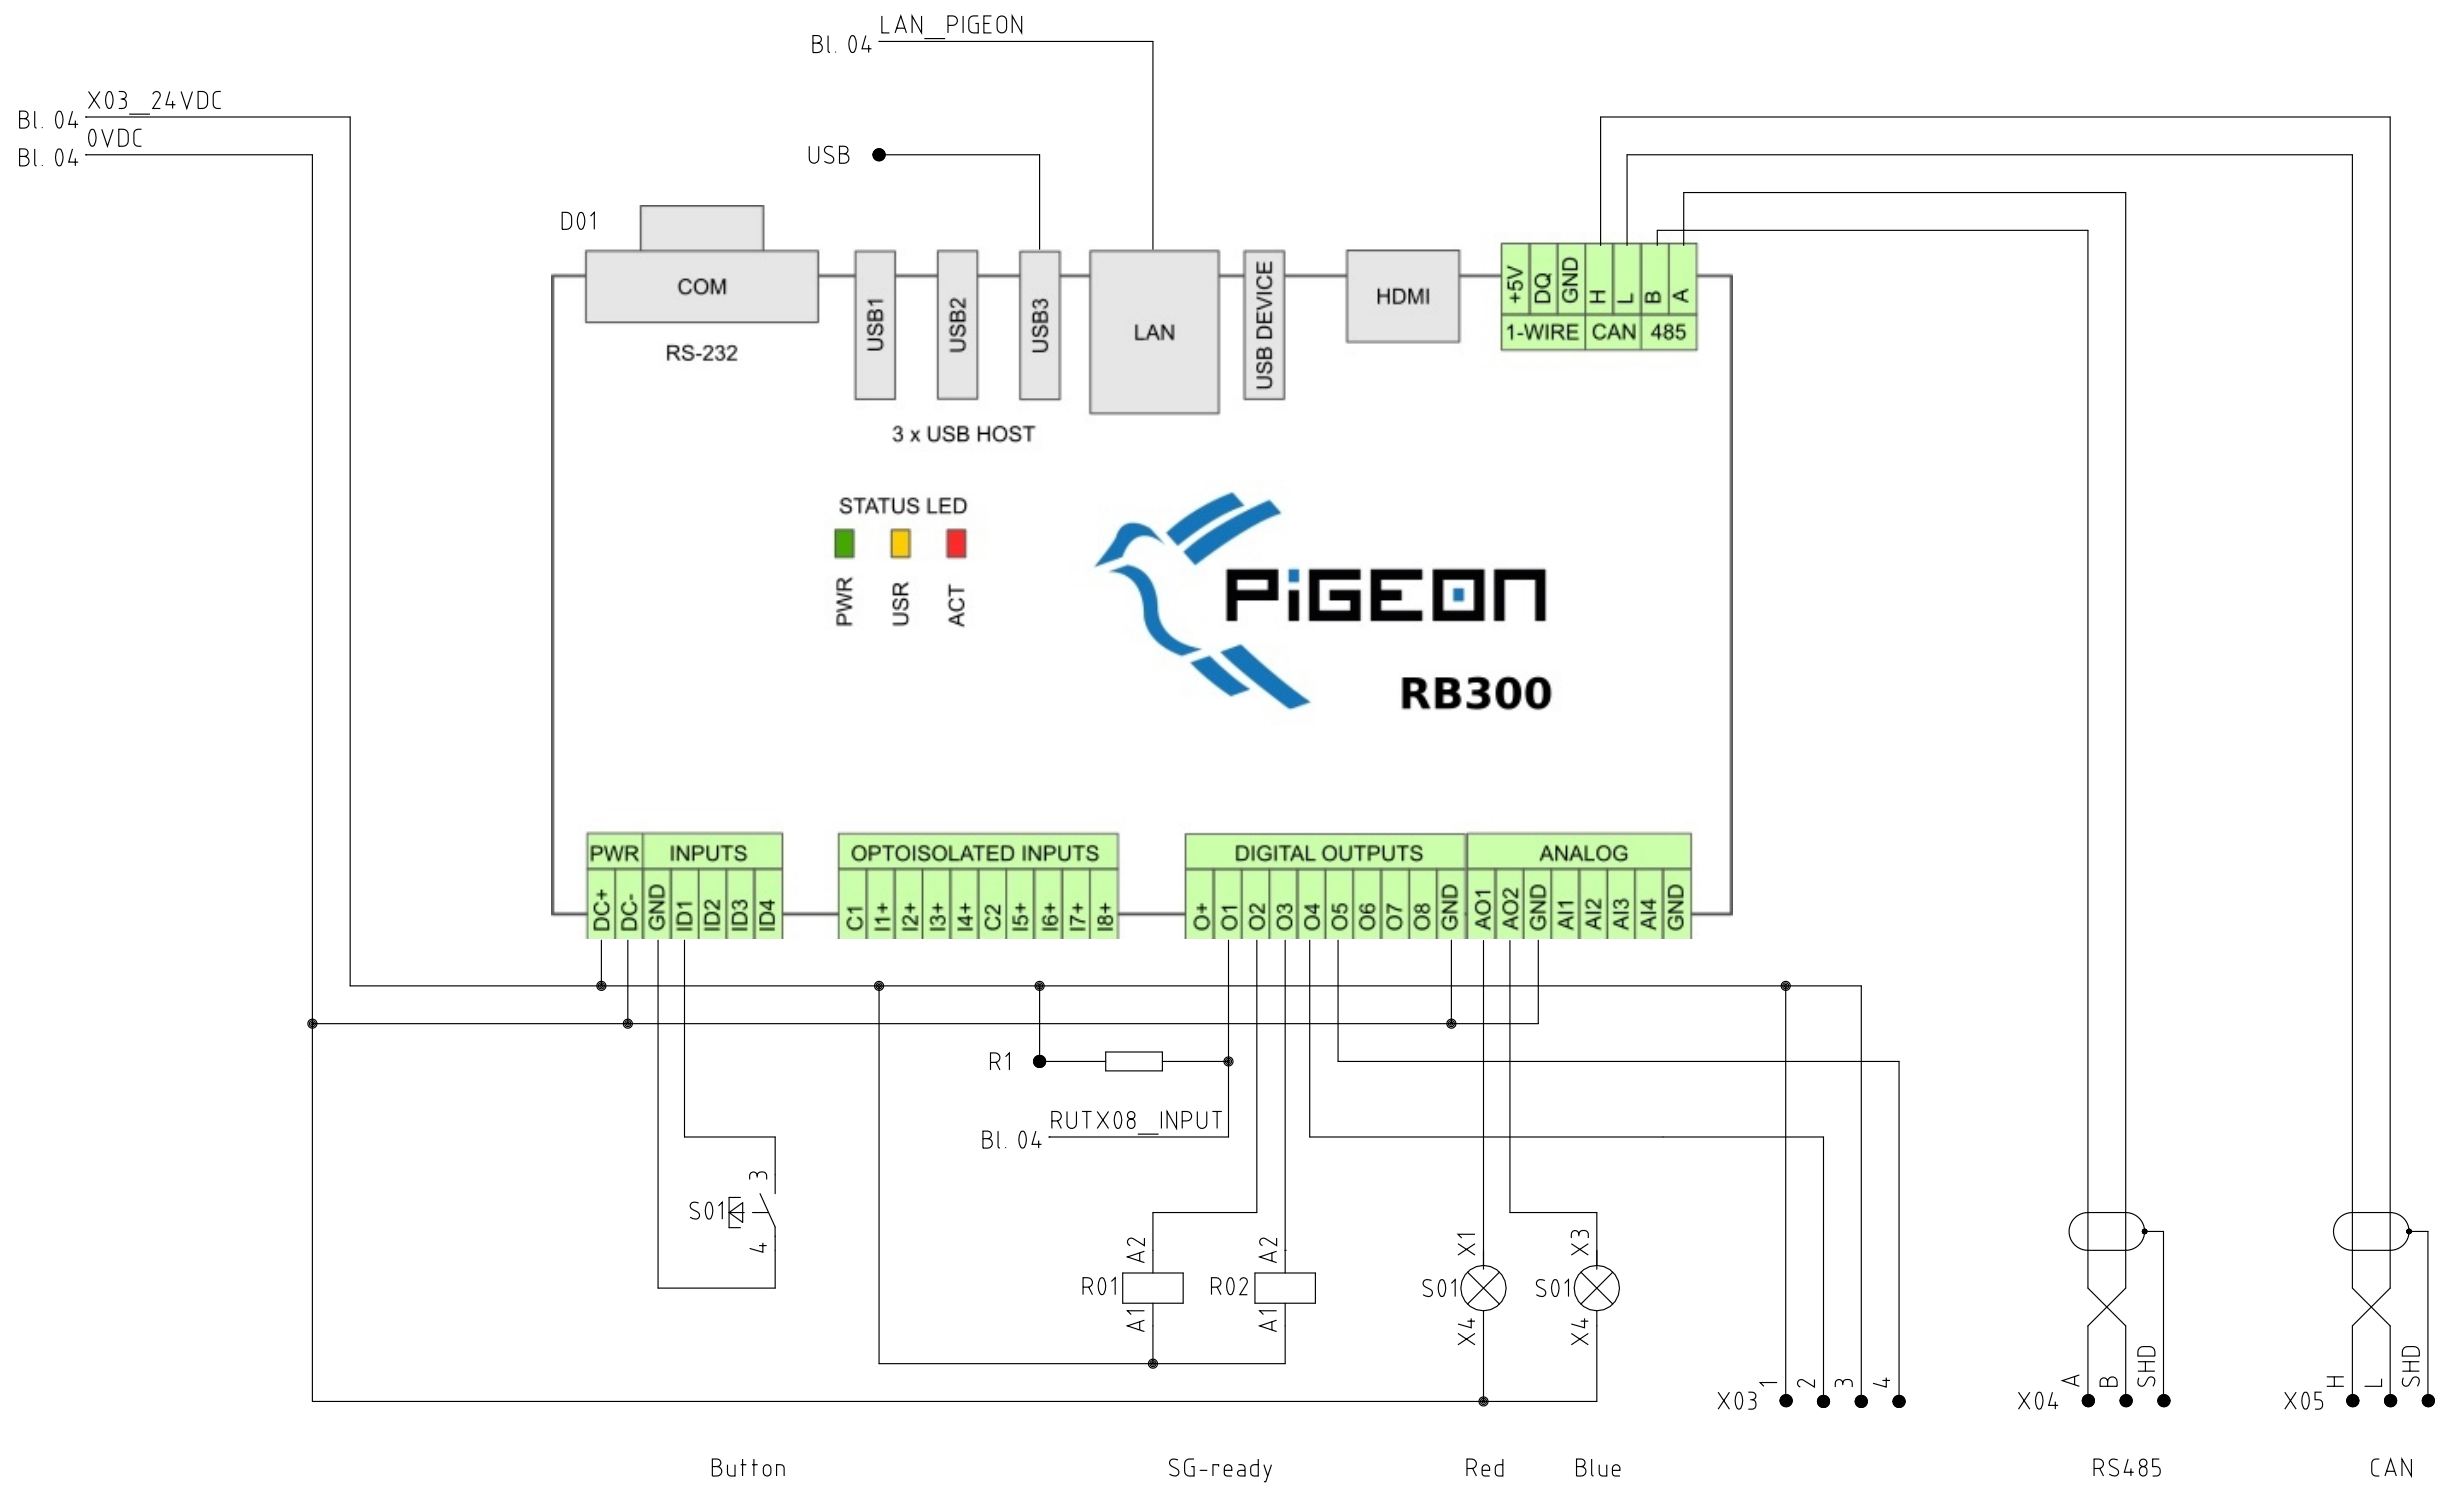 LAN_PIGEON
Bl. 04
X03_24VDC
Bl. 04
0VDC
Bl. 04
USB
D01
COM
RS-232
USB1
USB2
USB3
3 x USB HOST
LAN
USB DEVICE
HDMI
+5V DQ GND H L B A
1-WIRE CAN 485
STATUS LED
PWR USR ACT
PiGEON
RB300
PWR INPUTS
DC+ DC- GND ID1 ID2 ID3 ID4
OPTOISOLATED INPUTS
C1 I1+ I2+ I3+ I4+ C2 I5+ I6+ I7+ I8+
DIGITAL OUTPUTS ANALOG
O+ O1 O2 O3 O4 O5 O6 O7 O8 GND AO1 AO2 GND AI1 AI2 AI3 AI4 GND
R1
RUTX08_INPUT
Bl. 04
3
S01
4
A2 A2
R01 R02
A1 A1
X1 X3
S01 S01
X4 X4
X03 1 2 3 4
X04 A B SHD
X05 H L SHD
Button SG-ready Red Blue RS485 CAN